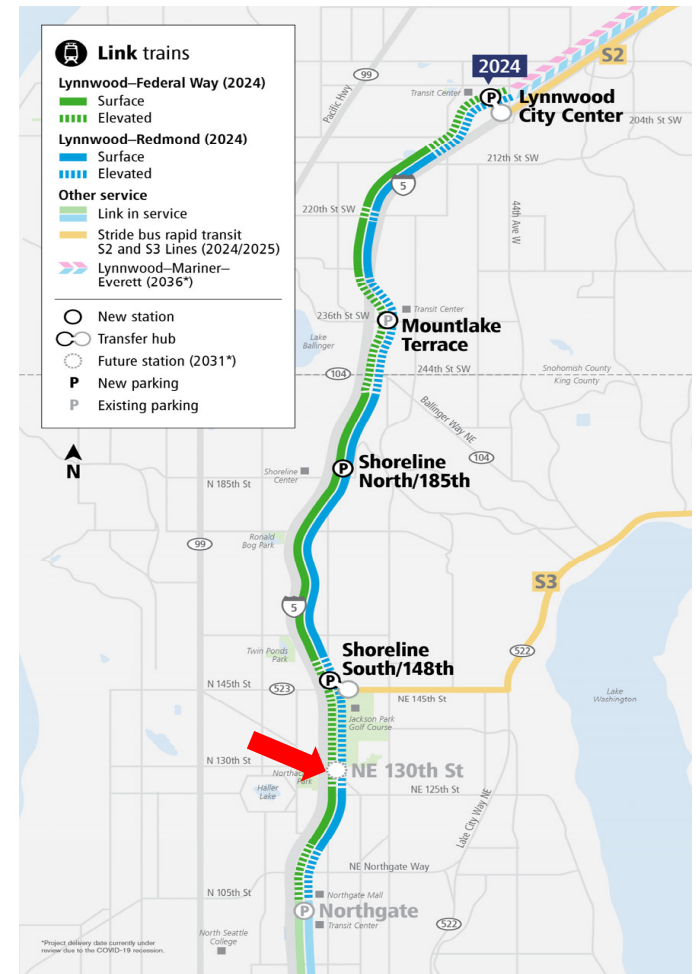 Link trains
Lynnwood–Federal Way (2024)
Surface
Elevated
Lynnwood–Redmond (2024)
Surface
Elevated
Other service
Link in service
Stride bus rapid transit
S2 and S3 Lines (2024/2025)
Lynnwood–Mariner–
Everett (2036*)
New station
Transfer hub
Future station (2031*)
P
New parking
P
Existing parking
N
99
Pacific Hwy
2024
S2
Transit Center
P
Lynnwood
City Center
204th St SW
212th St SW
5
44th Ave W
220th St SW
236th St SW
Transit Center
P
Mountlake
Terrace
Lake
Ballinger
104
244th St SW
Snohomish County
King County
Ballinger Way NE
104
Shoreline
Center
P
Shoreline
North/185th
N 185th St
99
Ronald
Bog Park
S3
5
Twin Ponds
Park
Shoreline
South/148th
522
522
N 145th St
523
P
NE 145th St
Lake
Washington
Jackson Park
Golf Course
N 130th St
NE 130th St
Haller
Lake
NE 125th St
Lake City Way NE
NE Northgate Way
N 105th St
Northgate Mall
P
Northgate
Transit Center
522
North Seattle
College
*Project delivery date currently under
review due to the COVID-19 recession.